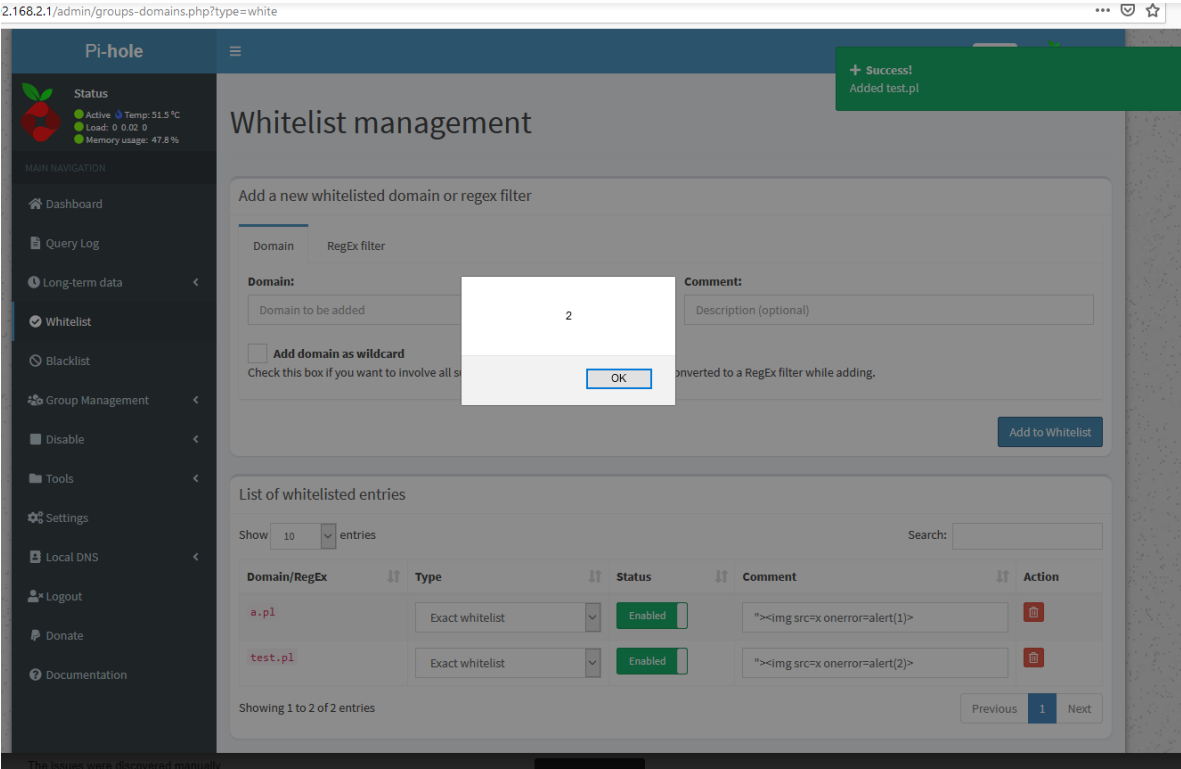 2.168.2.1/admin/groups-domains.php?type=white
Pi-hole
Success!
Added test.pl
Status
Active Temp: 51.5 °C
Load: 0 0.02 0
Memory usage: 47.8 %
Whitelist management
MAIN NAVIGATION
Dashboard
Query Log
Long-term data
Whitelist
Blacklist
Group Management
Disable
Tools
Settings
Local DNS
Logout
Donate
Documentation
Add a new whitelisted domain or regex filter
Domain RegEx filter
Domain: Comment:
Domain to be added Description (optional)
2
OK
Add domain as wildcard
Check this box if you want to involve all onverted to a RegEx filter while adding.
Add to Whitelist
List of whitelisted entries
Show 10 entries Search:
Domain/RegEx Type Status Comment Action
a.pl Exact whitelist Enabled "><img src=x onerror=alert(1)>
test.pl Exact whitelist Enabled "><img src=x onerror=alert(2)>
Showing 1 to 2 of 2 entries Previous 1 Next
The issues were discovered manually